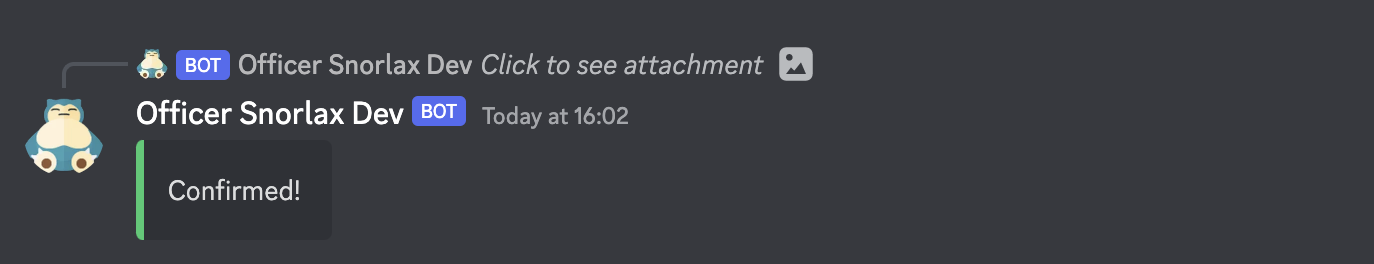 BOT Officer Snorlax Dev Click to see attachment
Officer Snorlax Dev BOT Today at 16:02
Confirmed!